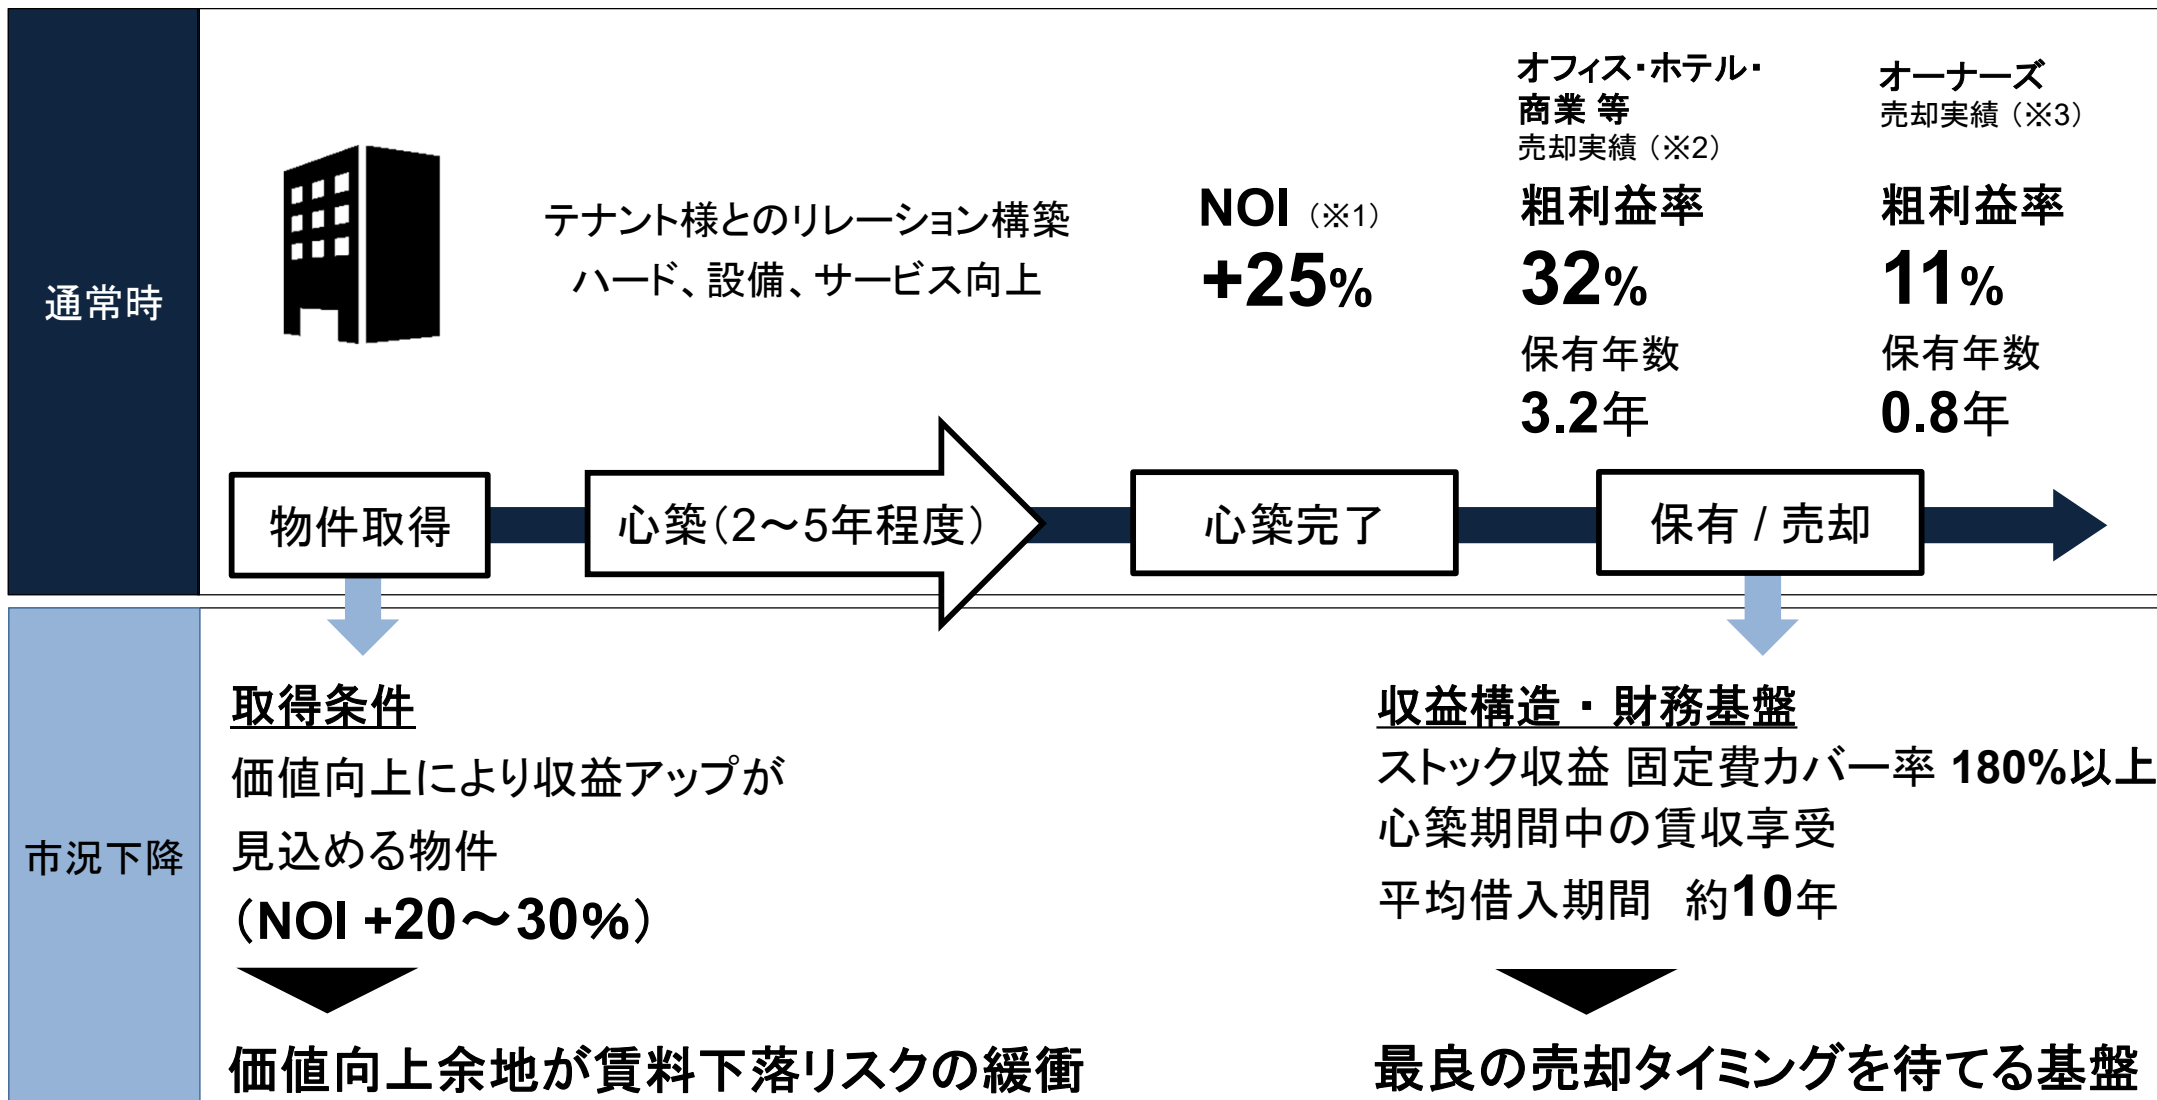 通常時
テナント様とのリレーション構築
ハード、設備、サービス向上
NOI（※1）
+25%
オフィス・ホテル・
商業 等
売却実績（※2）
粗利益率
32%
保有年数
3.2年
オーナーズ
売却実績（※3）
粗利益率
11%
保有年数
0.8年
物件取得
心築（2～5年程度）
心築完了
保有 / 売却
市況下降
取得条件
価値向上により収益アップが
見込める物件
（NOI +20～30%）
価値向上余地が賃料下落リスクの緩衝
収益構造・財務基盤
ストック収益 固定費カバー率 180%以上
心築期間中の賃収享受
平均借入期間　約10年
最良の売却タイミングを待てる基盤